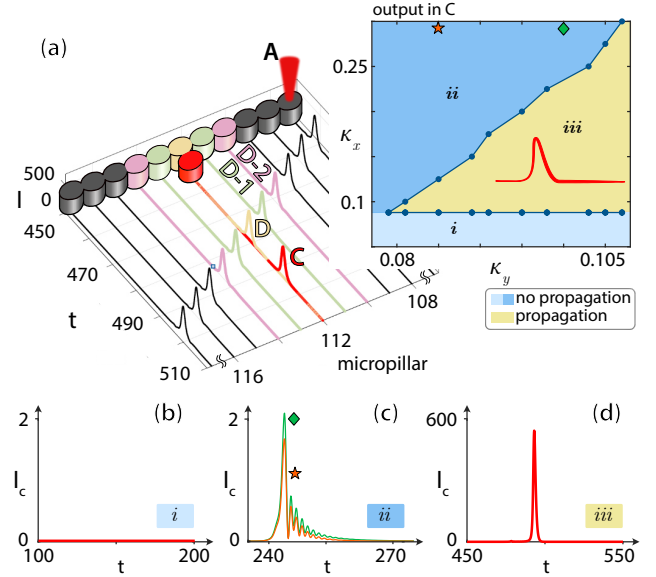 (a)
A
500
I 0
450
470
t
490
510
D-2
D-1
D
C
116
112
108
micropillar
output in C
0.25
κx
0.1
ii
iii
i
0.08
κy
0.105
no propagation
propagation
(b)
2
Ic
i
0
100
t
200
(c)
2
Ic
ii
0
240
t
270
(d)
600
Ic
iii
0
450
t
550